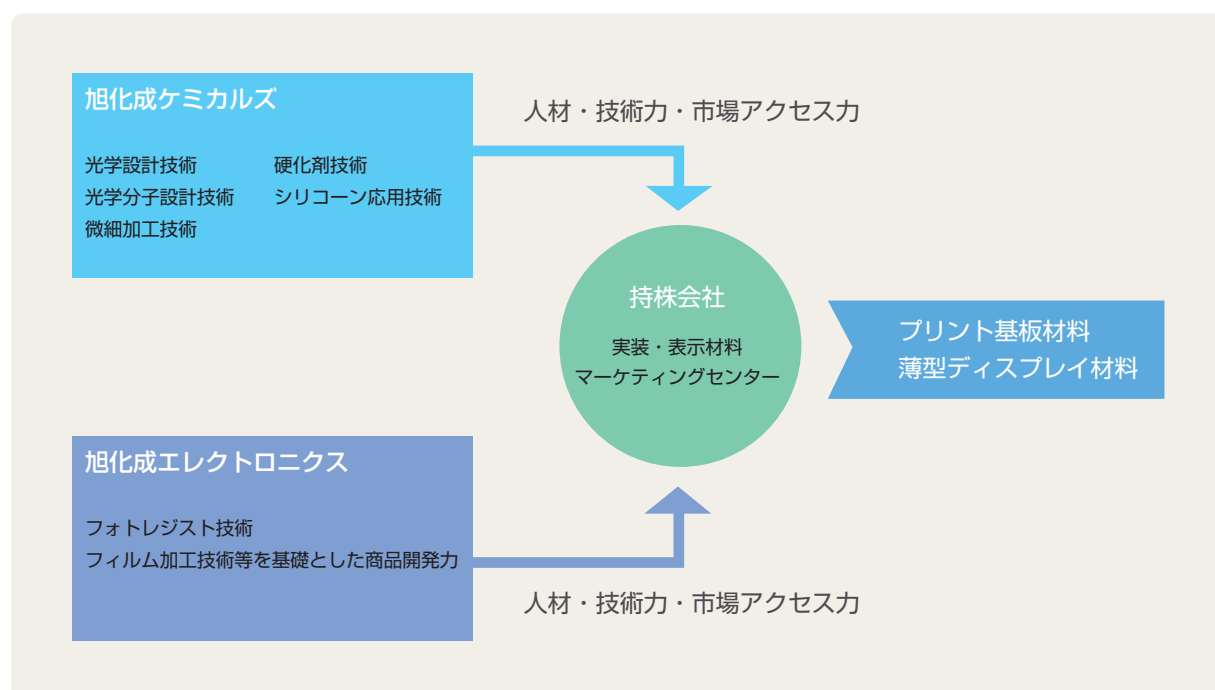 旭化成ケミカルズ
光学設計技術 硬化剤技術
光学分子設計技術 シリコーン応用技術
微細加工技術
人材・技術力・市場アクセス力
持株会社
実装・表示材料
マーケティングセンター
プリント基板材料
薄型ディスプレイ材料
旭化成エレクトロニクス
フォトレジスト技術
フィルム加工技術等を基礎とした商品開発力
人材・技術力・市場アクセス力